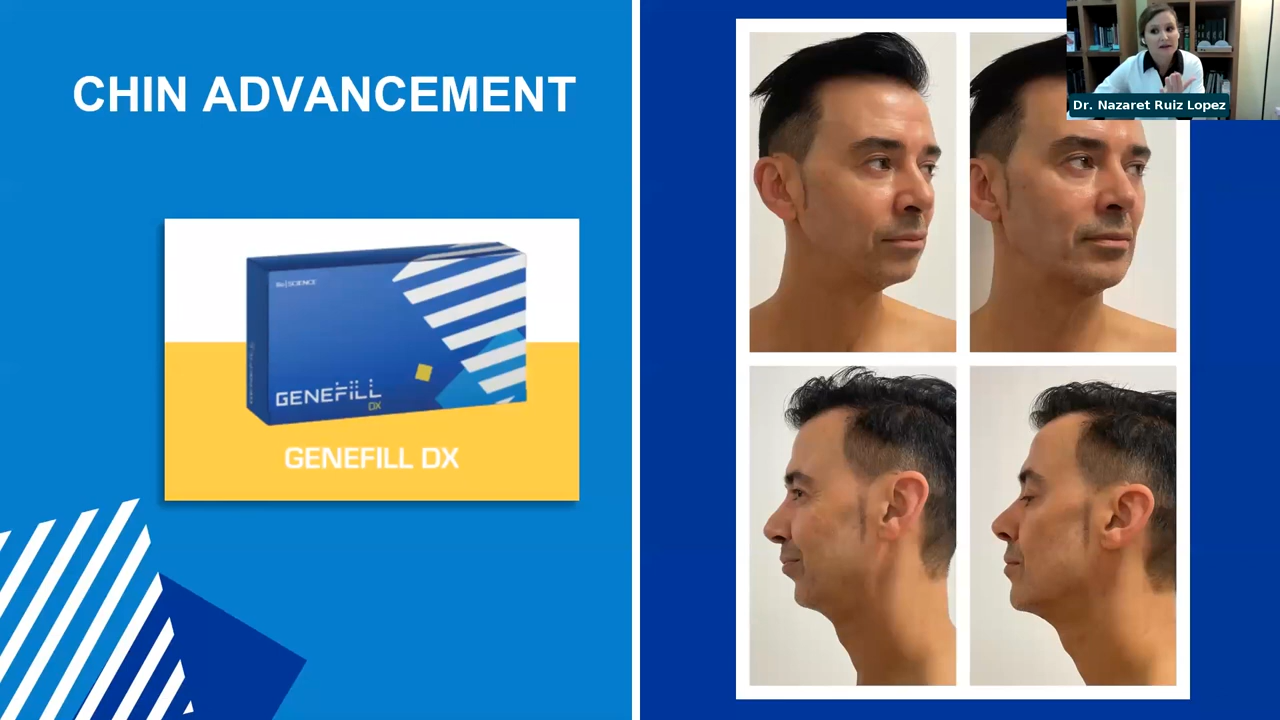 CHIN ADVANCEMENT
Dr. Nazaret Ruiz Lopez
GENEFILL
DX
GENEFILL DX